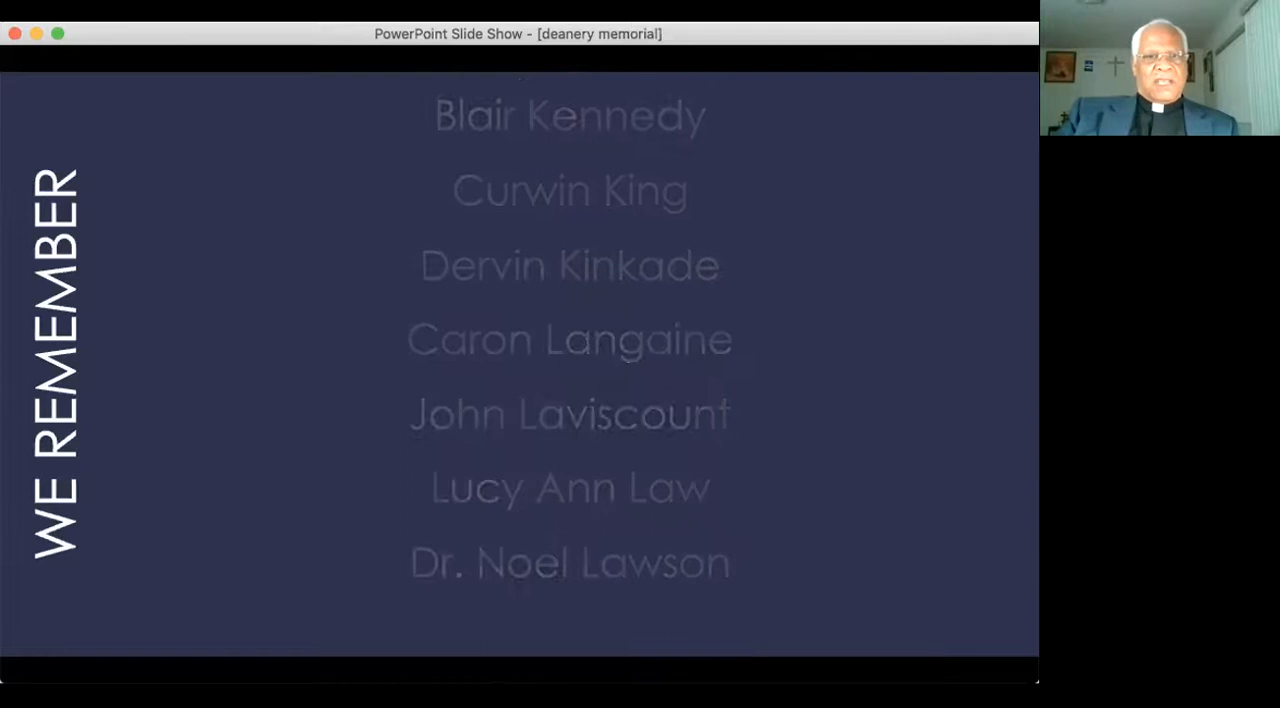 PowerPoint Slide Show - [deanery memorial]
WE REMEMBER
Blair Kennedy
Curwin King
Dervin Kinkade
Caron Langaine
John Laviscount
Lucy Ann Law
Dr. Noel Lawson